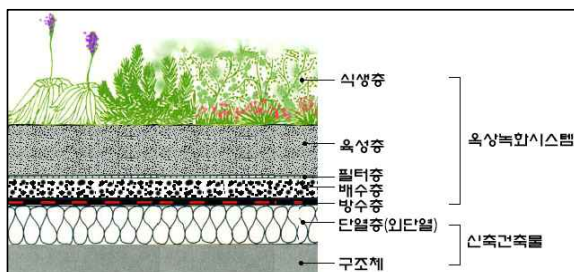 식생층
육성층
필터층
배수층
방수층
단열층(외단열)
구조체
옥상녹화시스템
신축건축물